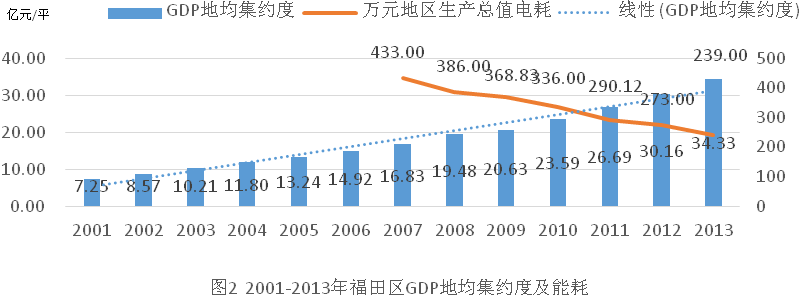 亿元/平
GDP地均集约度 万元地区生产总值电耗 线性 (GDP地均集约度)
433.00 386.00 368.83 336.00 290.12 273.00 239.00
40.00 30.00 20.00 10.00 0.00
7.25 8.57 10.21 11.80 13.24 14.92 16.83 19.48 20.63 23.59 26.69 30.16 34.33
500 400 300 200 100 0
2001 2002 2003 2004 2005 2006 2007 2008 2009 2010 2011 2012 2013
图2 2001-2013年福田区GDP地均集约度及能耗